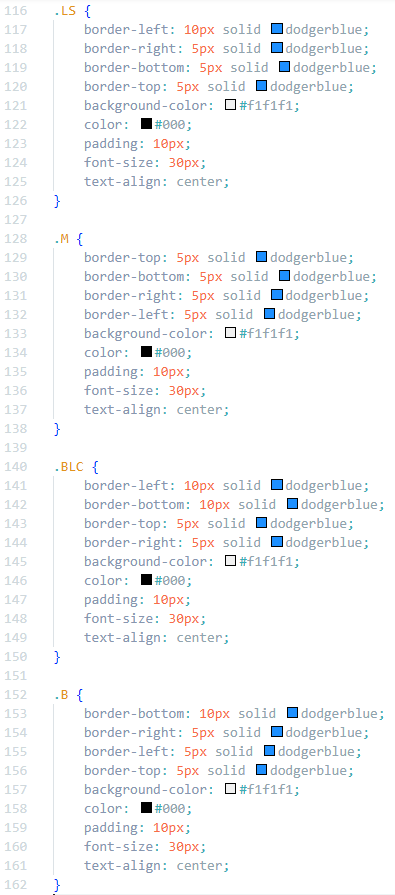 116 .LS {
117 border-left: 10px solid dodgerblue;
118 border-right: 5px solid dodgerblue;
119 border-bottom: 5px solid dodgerblue;
120 border-top: 5px solid dodgerblue;
121 background-color: #f1f1f1;
122 color: #000;
123 padding: 10px;
124 font-size: 30px;
125 text-align: center;
126 }
127
128 .M {
129 border-top: 5px solid dodgerblue;
130 border-bottom: 5px solid dodgerblue;
131 border-right: 5px solid dodgerblue;
132 border-left: 5px solid dodgerblue;
133 background-color: #f1f1f1;
134 color: #000;
135 padding: 10px;
136 font-size: 30px;
137 text-align: center;
138 }
139
140 .BLC {
141 border-left: 10px solid dodgerblue;
142 border-bottom: 10px solid dodgerblue;
143 border-top: 5px solid dodgerblue;
144 border-right: 5px solid dodgerblue;
145 background-color: #f1f1f1;
146 color: #000;
147 padding: 10px;
148 font-size: 30px;
149 text-align: center;
150 }
151
152 .B {
153 border-bottom: 10px solid dodgerblue;
154 border-right: 5px solid dodgerblue;
155 border-left: 5px solid dodgerblue;
156 border-top: 5px solid dodgerblue;
157 background-color: #f1f1f1;
158 color: #000;
159 padding: 10px;
160 font-size: 30px;
161 text-align: center;
162 }